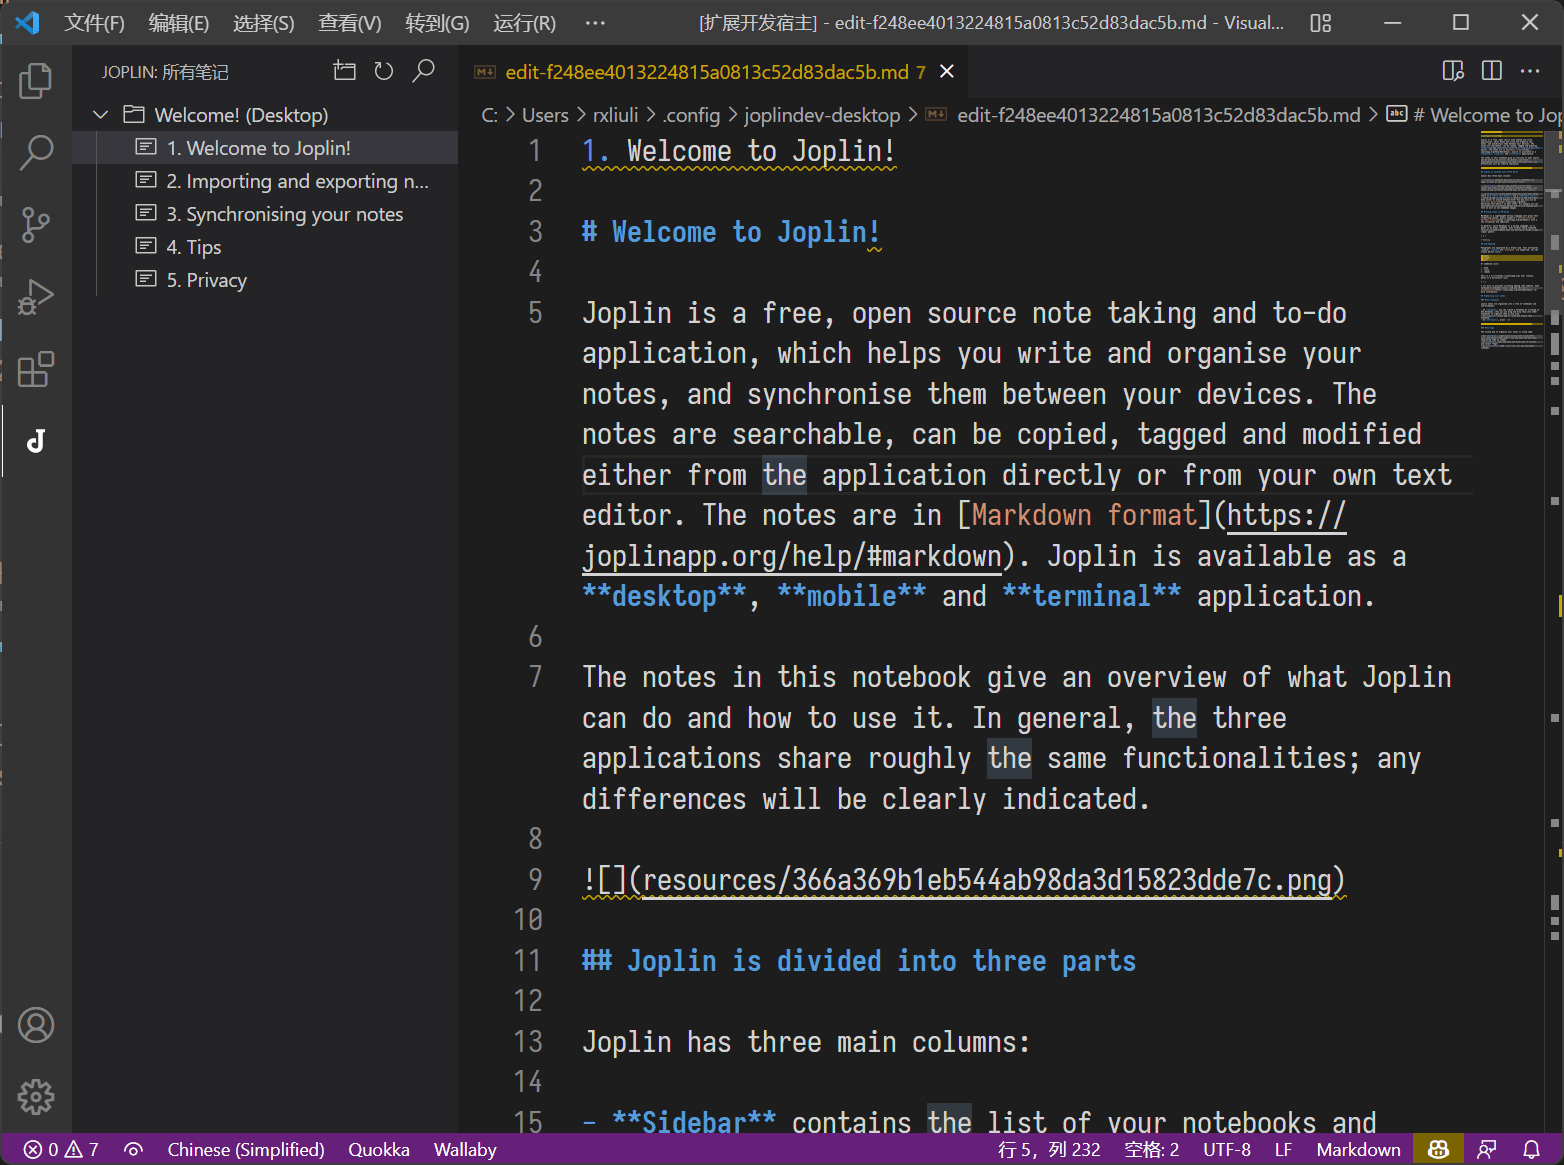 文件(F) 编辑(E) 选择(S) 查看(V) 转到(G) 运行(R) ··· [扩展开发宿主] - edit-f248ee4013224815a0813c52d83dac5b.md - Visual...
JOPLIN: 所有笔记
Welcome! (Desktop)
1. Welcome to Joplin!
2. Importing and exporting n...
3. Synchronising your notes
4. Tips
5. Privacy
edit-f248ee4013224815a0813c52d83dac5b.md 7
C: > Users > rxliuli > .config > joplindev-desktop > edit-f248ee4013224815a0813c52d83dac5b.md > abc # Welcome to Jop
1 1. Welcome to Joplin!
2
3 # Welcome to Joplin!
4
5 Joplin is a free, open source note taking and to-do
application, which helps you write and organise your
notes, and synchronise them between your devices. The
notes are searchable, can be copied, tagged and modified
either from the application directly or from your own text
editor. The notes are in [Markdown format](https://
joplinapp.org/help/#markdown). Joplin is available as a
**desktop**, **mobile** and **terminal** application.
6
7 The notes in this notebook give an overview of what Joplin
can do and how to use it. In general, the three
applications share roughly the same functionalities; any
differences will be clearly indicated.
8
9 ![](resources/366a369b1eb544ab98da3d15823dde7c.png)
10
11 ## Joplin is divided into three parts
12
13 Joplin has three main columns:
14
15 - **Sidebar** contains the list of your notebooks and
0 7 Chinese (Simplified) Quokka Wallaby 行 5，列 232 空格: 2 UTF-8 LF Markdown